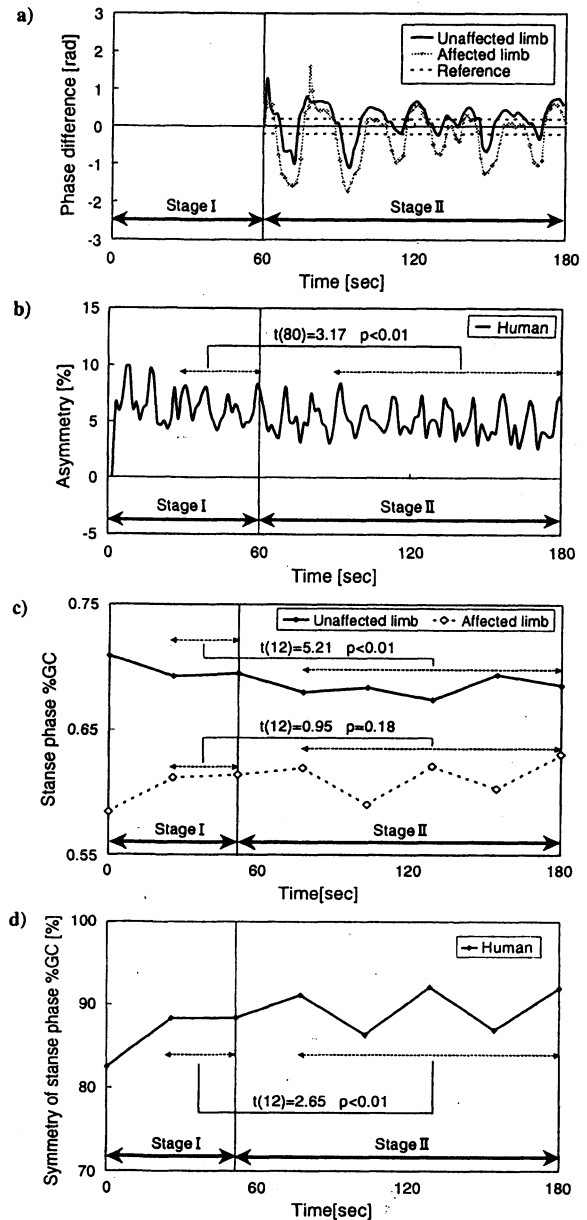 a)
Phase difference [rad]
3
2
1
0
-1
-2
-3
Unaffected limb
Affected limb
Reference
Stage I
Stage II
60
120
180
Time [sec]
b)
Asymmetry [%]
15
10
5
0
-5
Human
t(80)=3.17 p<0.01
Stage I
Stage II
0
60
120
180
Time [sec]
c)
Stanse phase %GC
0.75
0.65
0.55
Unaffected limb
Affected limb
t(12)=5.21 p<0.01
t(12)=0.95 p=0.18
Stage I
Stage II
0
60
120
180
Time[sec]
d)
Symmetry of stanse phase %GC [%]
100
90
80
70
Human
t(12)=2.65 p<0.01
Stage I
Stage II
0
60
120
180
Time[sec]